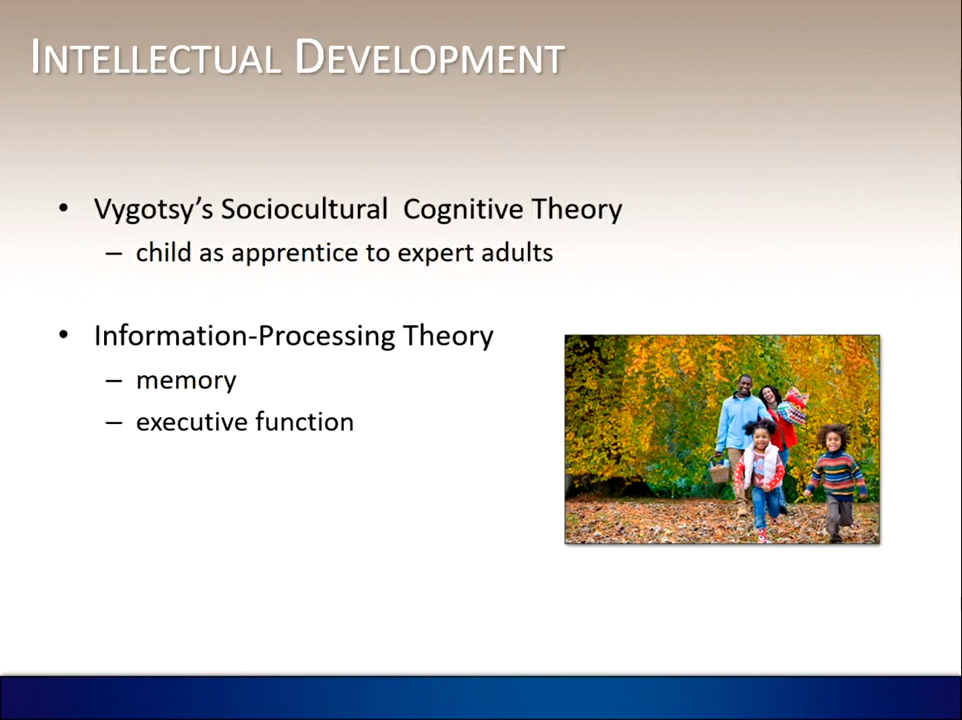 INTELLECTUAL DEVELOPMENT
• Vygotsy's Sociocultural Cognitive Theory
– child as apprentice to expert adults
• Information-Processing Theory
– memory
– executive function